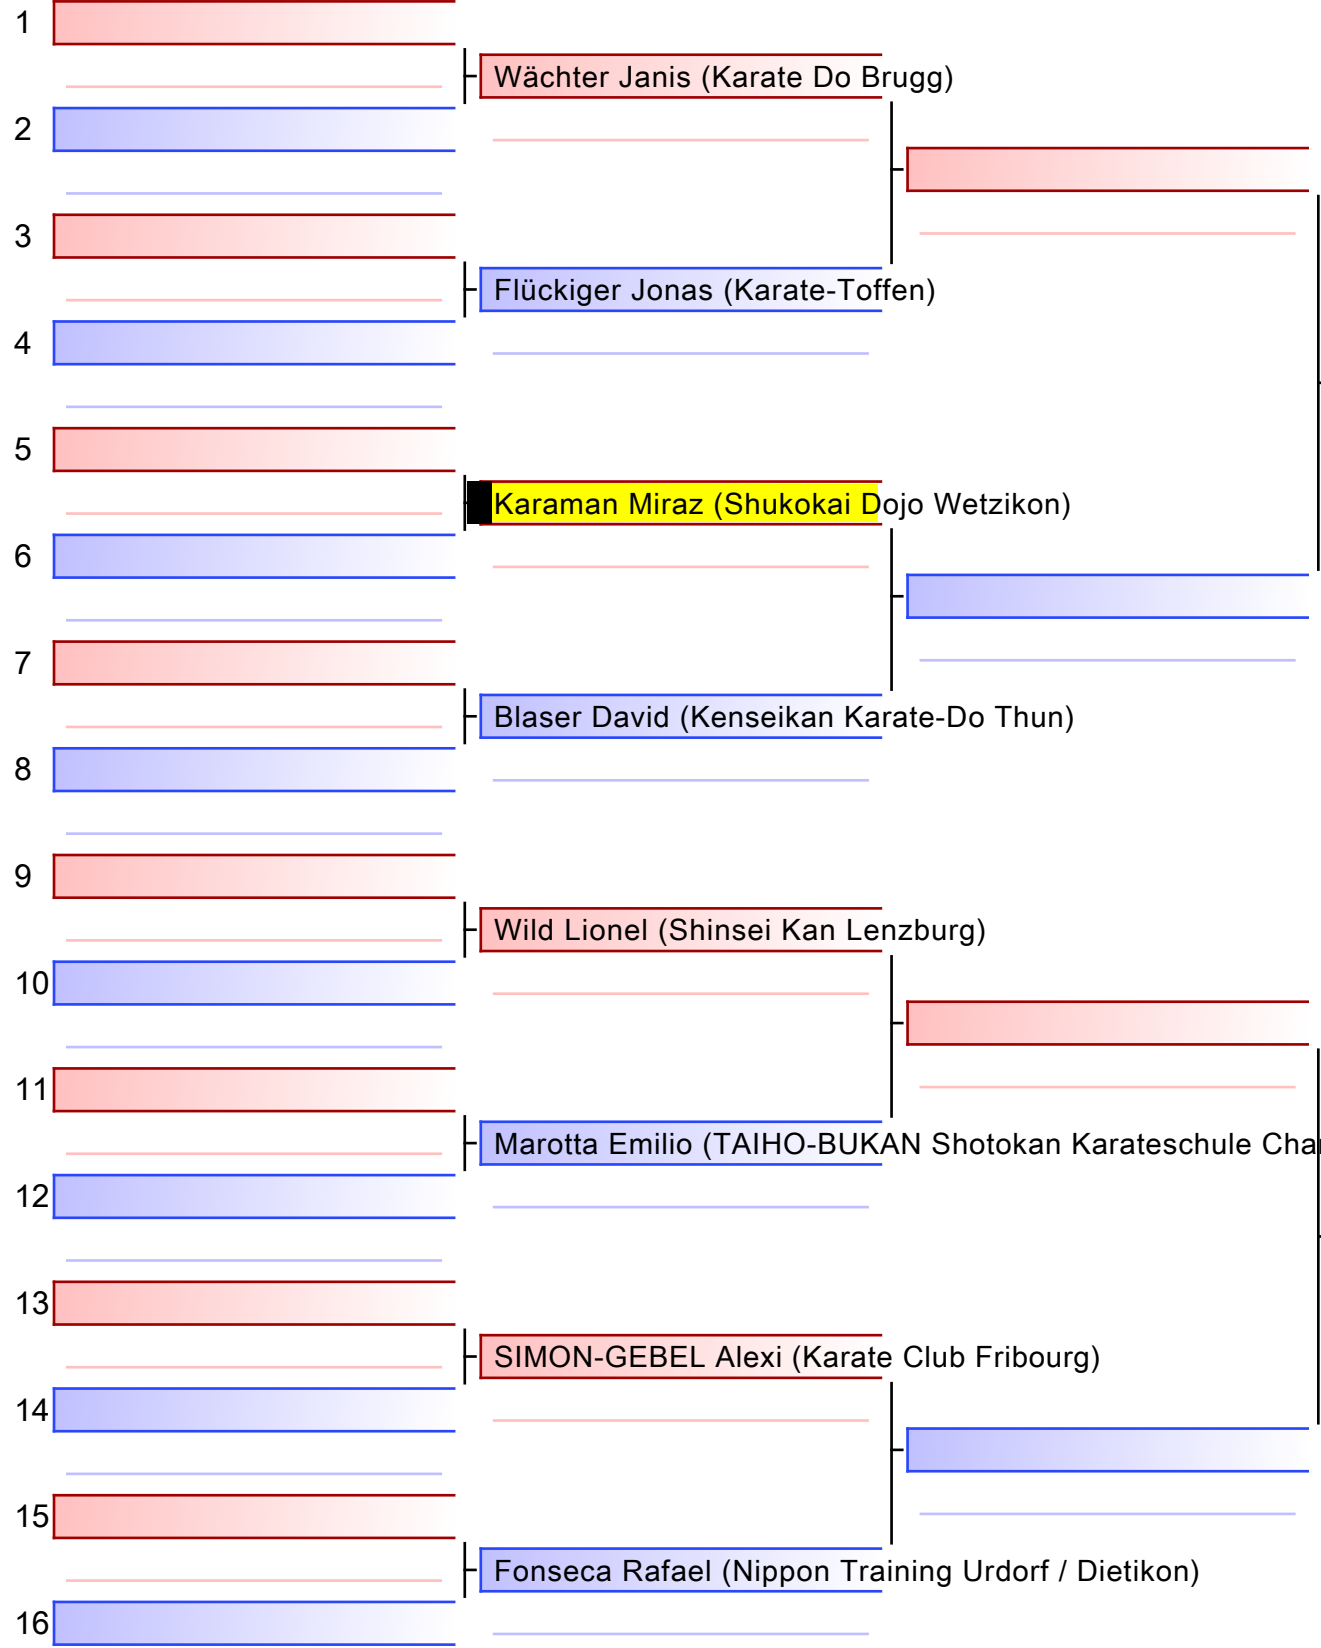 1
Wächter Janis (Karate Do Brugg)
2
3
Flückiger Jonas (Karate-Toffen)
4
5
Karaman Miraz (Shukokai Dojo Wetzikon)
6
7
Blaser David (Kenseikan Karate-Do Thun)
8
9
Wild Lionel (Shinsei Kan Lenzburg)
10
11
Marotta Emilio (TAIHO-BUKAN Shotokan Karateschule
12
13
SIMON-GEBEL Alexi (Karate Club Fribourg)
14
15
Fonseca Rafael (Nippon Training Urdorf / Dietikon)
16